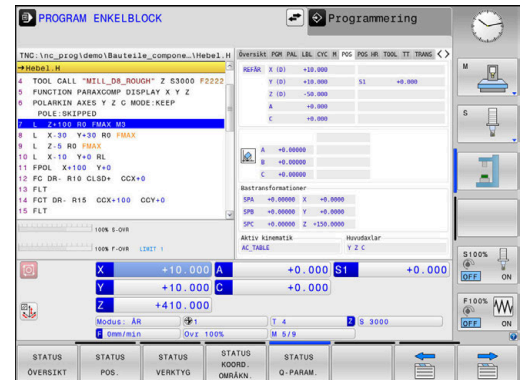 PROGRAM ENKELBLOCK
Programmering
TNC:\nc_prog\demo\Bauteile_compone…\Hebel.H
→Hebel.H
4 TOOL CALL "MILL_D8_ROUGH" Z S3000 F2222
5 FUNCTION PARAXCOMP DISPLAY X Y Z
6 POLARKIN AXES Y Z C MODE:KEEP
POLE:SKIPPED
7 L Z+100 R0 FMAX M3
8 L X-30 Y+30 R0 FMAX
9 L Z-5 R0 FMAX
10 L X-10 Y+0 RL
11 FPOL X+100 Y+0
12 FC DR- R10 CLSD+ CCX+0
13 FLT
14 FCT DR- R15 CCX+100 CCY+0
15 FLT
100% S-OVR
100% F-OVR LIMIT 1
Översikt PGM PAL LBL CYC M POS POS HR TOOL TT TRANS
REFÄR X (D) +10.000
Y (D) +10.000 S1 +0.000
Z (D) -50.000
A +0.000
C +0.000
A +0.00000
B +0.00000
C +0.00000
Bastransformationer
SPA +0.00000 X +0.0000
SPB +0.00000 Y +0.0000
SPC +0.00000 Z +150.0000
Aktiv kinematik Huvudaxlar
AC_TABLE Y Z C
X +10.000 A +0.000 S1 +0.000
Y +10.000 C +0.000
Z +410.000
Modus: ÄR 1 T 4 Z S 3000
F 0mm/min Ovr 100% M 5/9
M
S
S100%
OFF ON
F100%
OFF ON
STATUS ÖVERSIKT
STATUS POS.
STATUS VERKTYG
STATUS KOORD. OMRÄKN.
STATUS Q-PARAM.